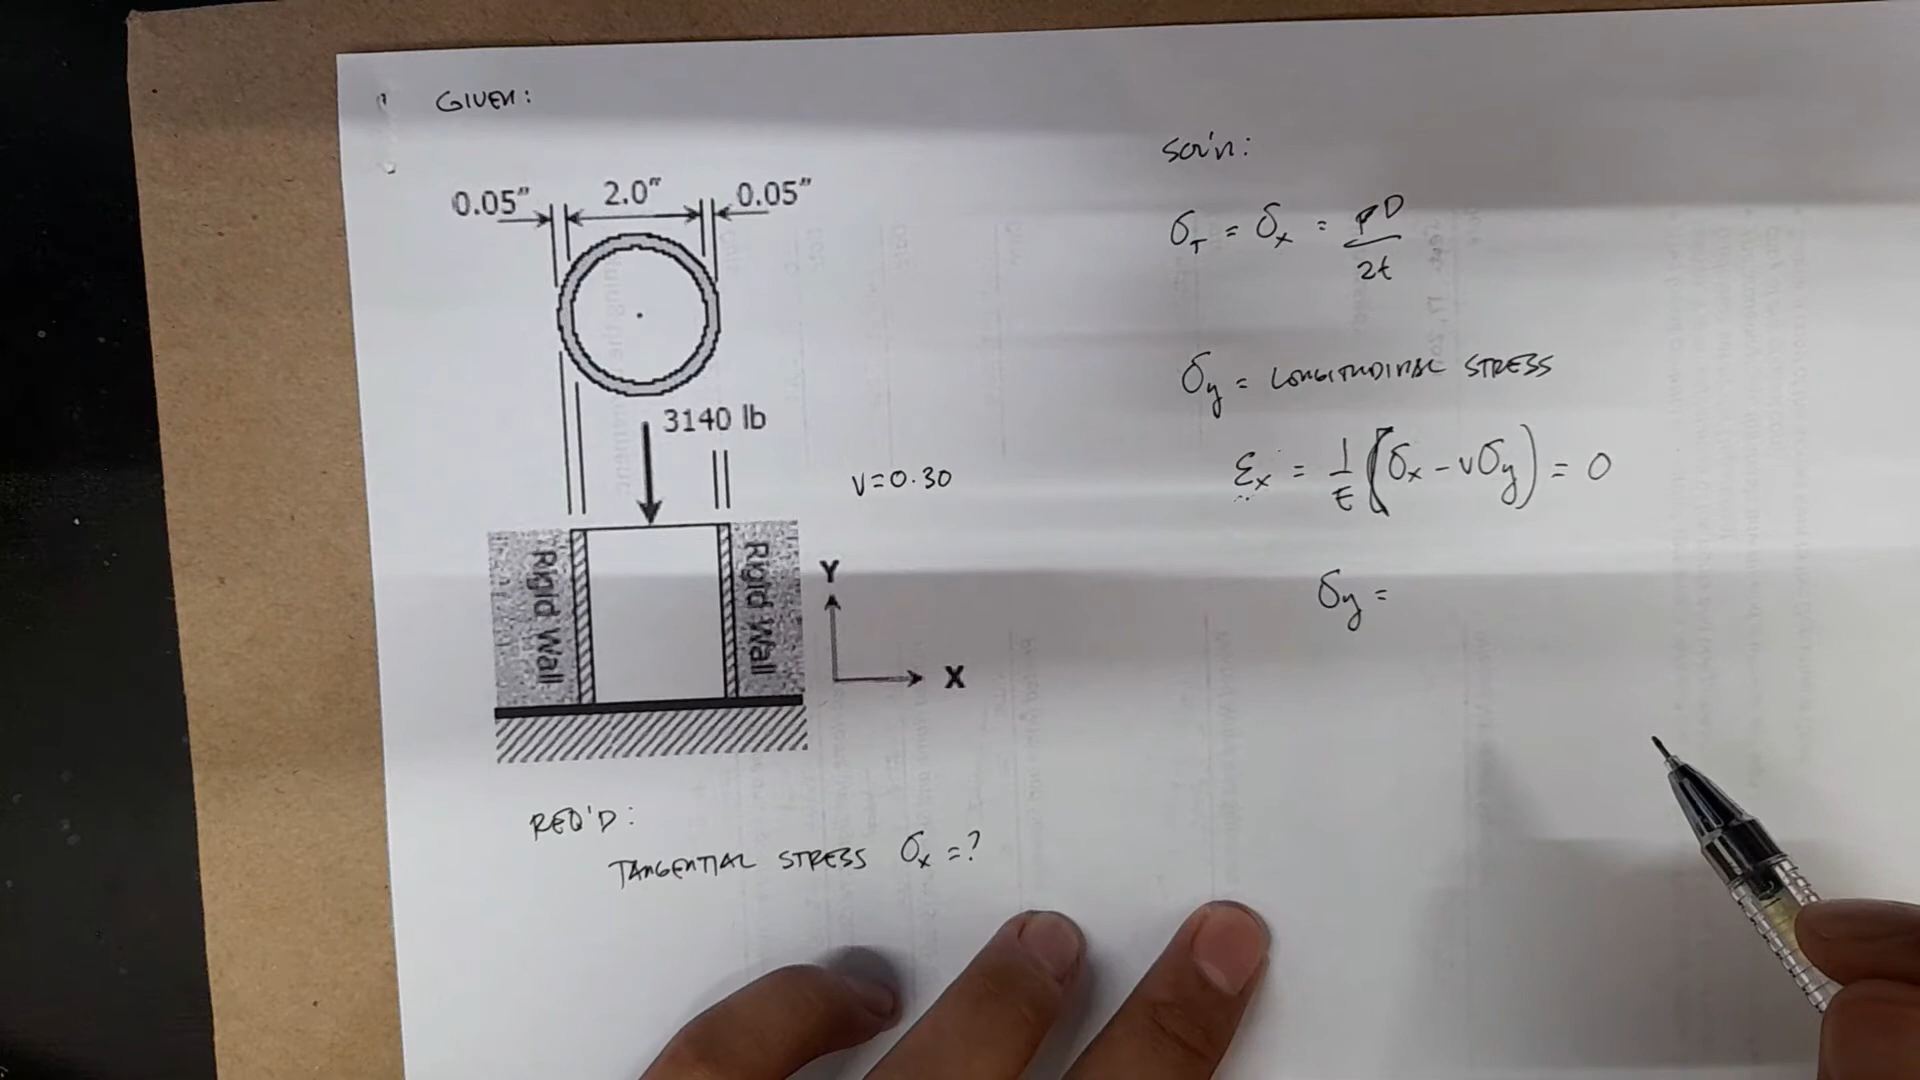 GIVEN:
0.05" 2.0" 0.05"
3140 lb
ν=0.30
Rigid Wall
Rigid Wall
Y
X
REQ'D:
TANGENTIAL STRESS σx =?
SOL'N:
σT = σx = pD/2t
σy = LONGITUDINAL STRESS
εx = 1/E (σx - νσy) = 0
σy =